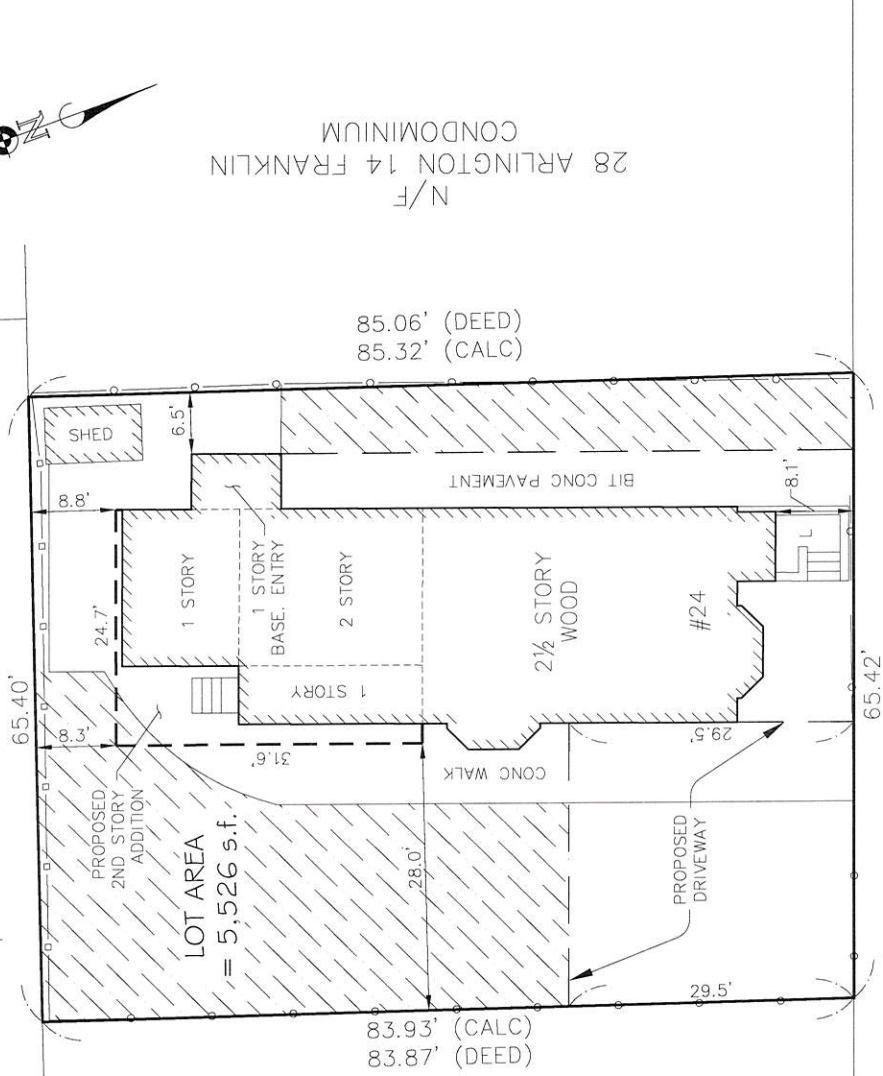 N
N/F
28 ARLINGTON 14 FRANKLIN
CONDOMINIUM
85.06' (DEED)
85.32' (CALC)
SHED
6.5'
BIT CONC PAVEMENT
8.1'
8.8'
1 STORY
1 STORY
BASE. ENTRY
2 STORY
2½ STORY
WOOD
#24
L
24.7'
1 STORY
65.40'
65.42'
8.3'
31.6'
29.5'
CONC WALK
PROPOSED
2ND STORY
ADDITION
LOT AREA
= 5,526 s.f.
28.0'
PROPOSED
DRIVEWAY
29.5'
83.93' (CALC)
83.87' (DEED)